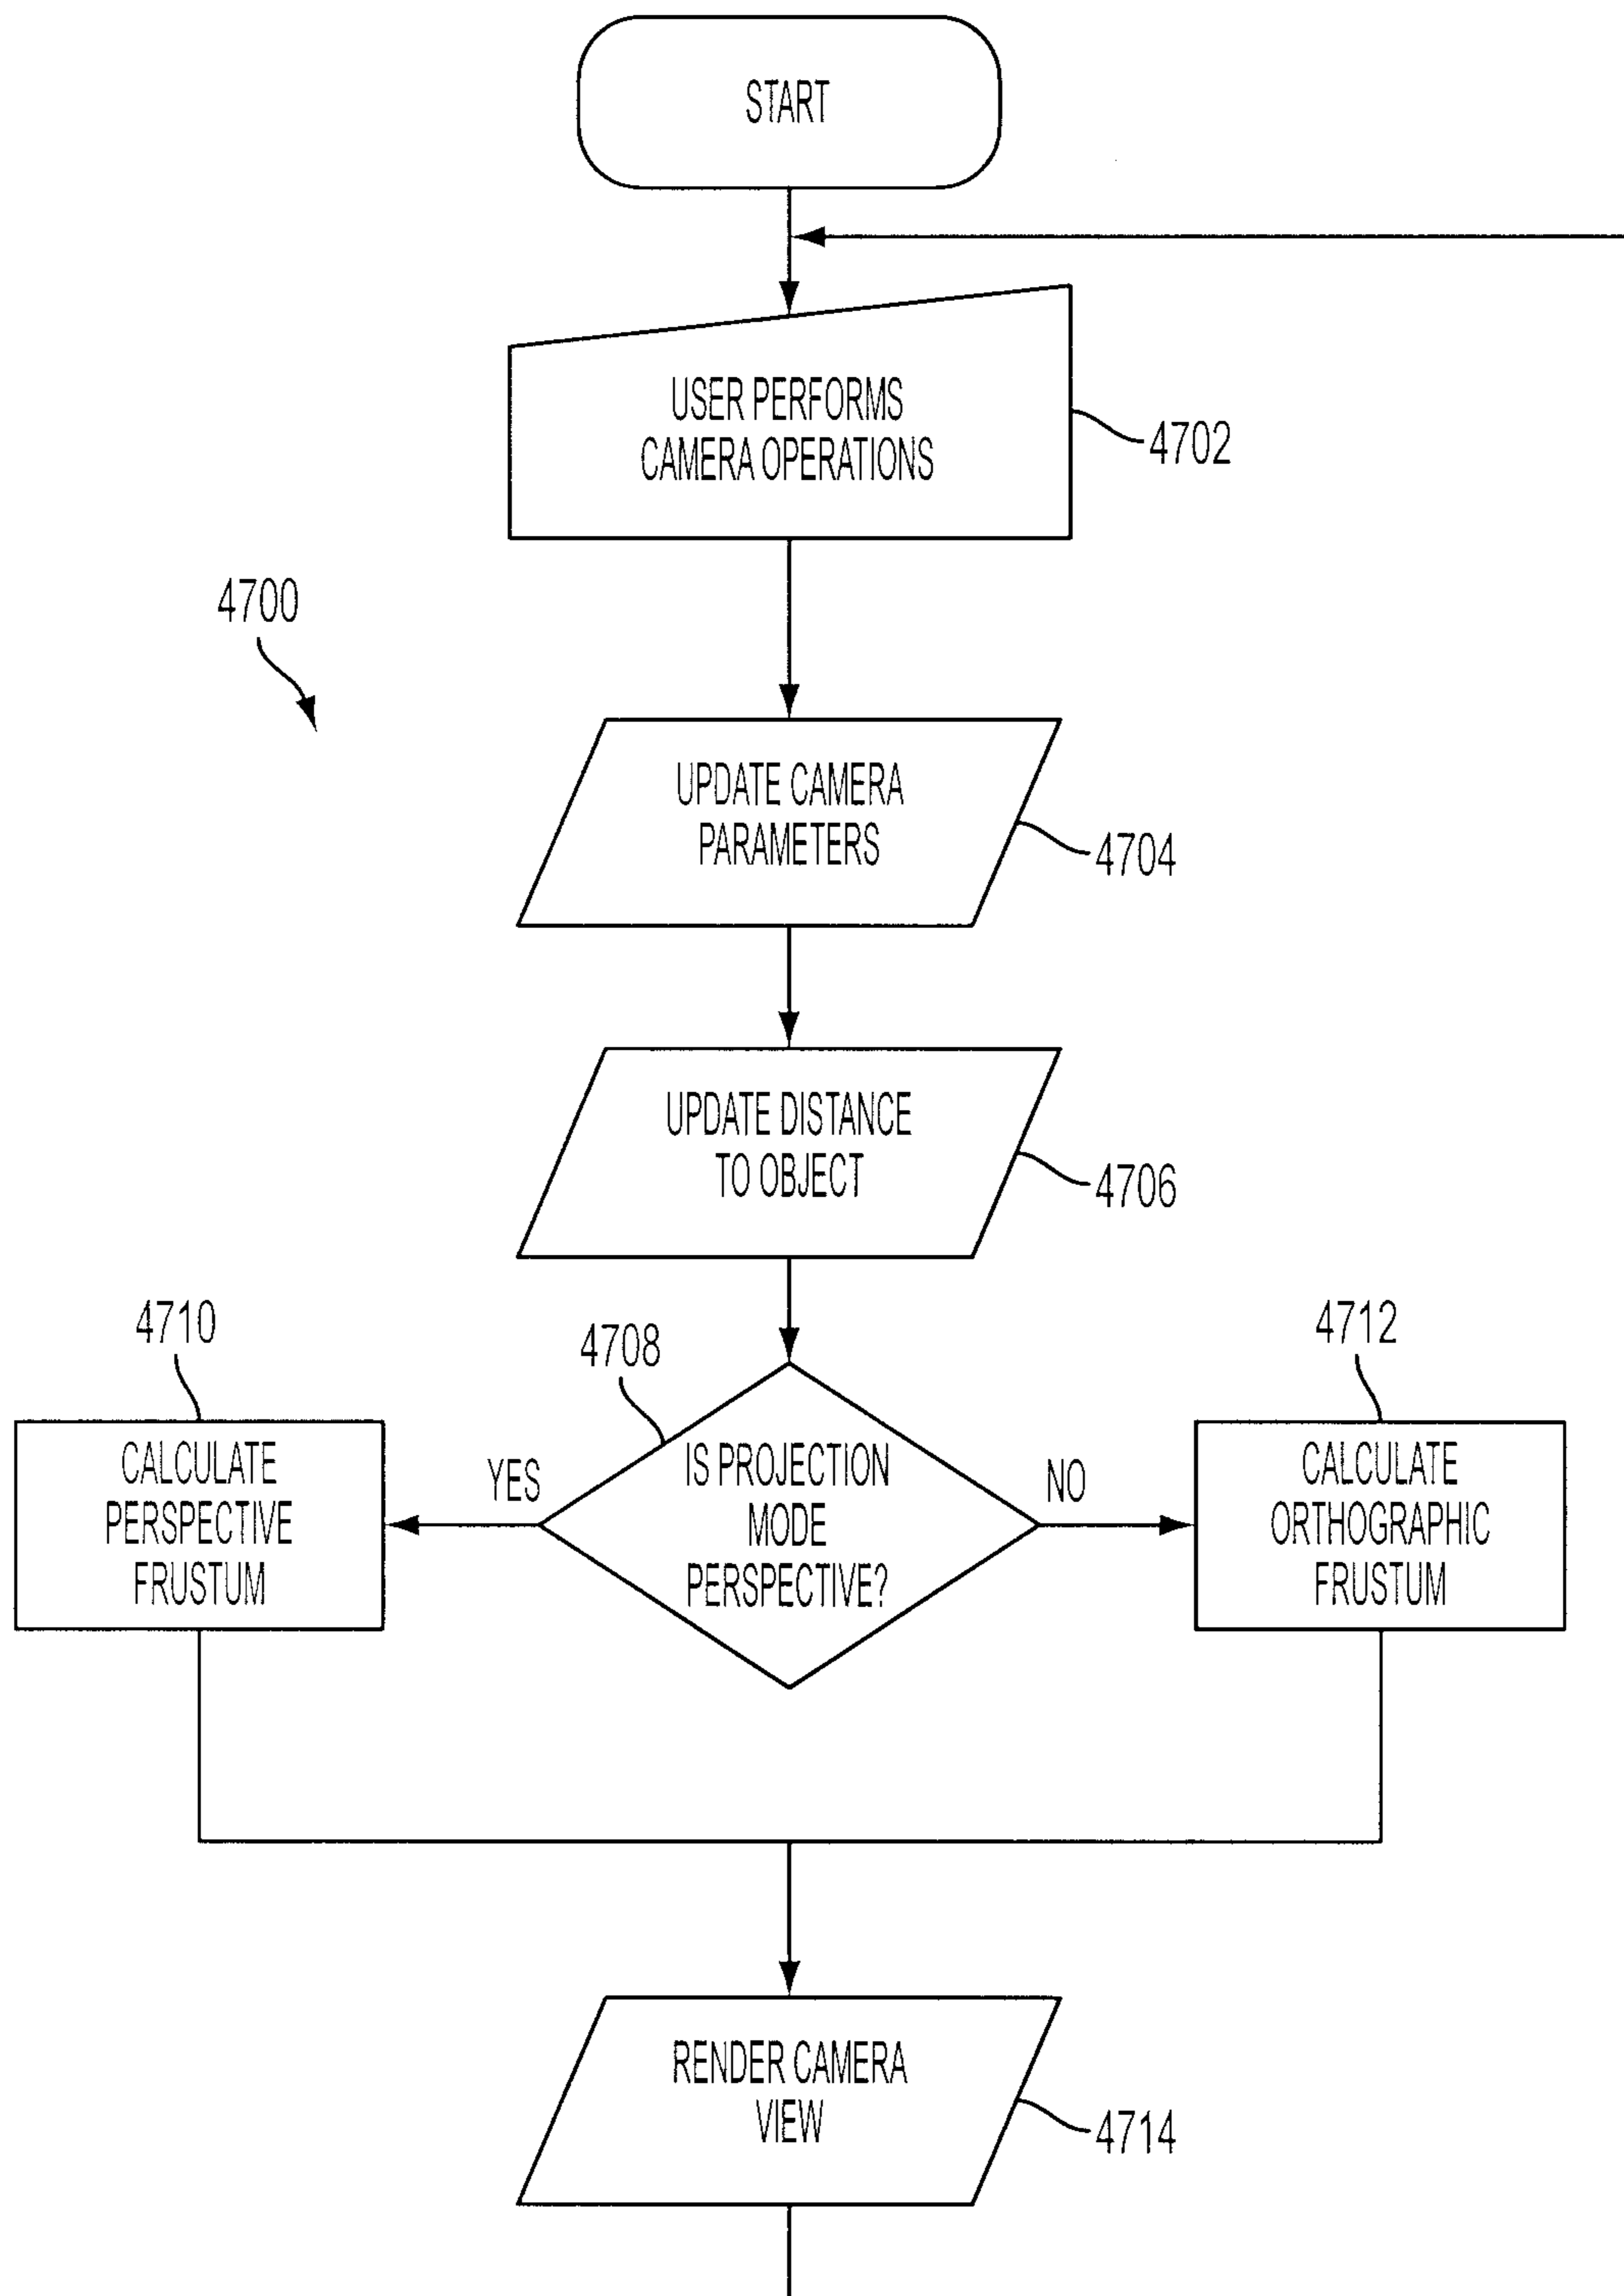 START
USER PERFORMS
CAMERA OPERATIONS
4702
4700
UPDATE CAMERA
PARAMETERS
4704
UPDATE DISTANCE
TO OBJECT
4706
4710
4708
4712
CALCULATE
PERSPECTIVE
FRUSTUM
YES
IS PROJECTION
MODE
PERSPECTIVE?
NO
CALCULATE
ORTHOGRAPHIC
FRUSTUM
RENDER CAMERA
VIEW
4714